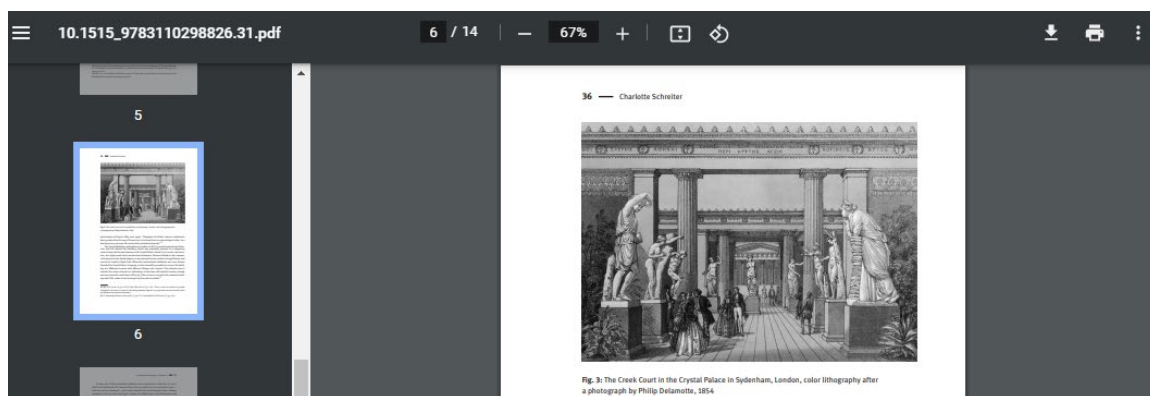 10.1515_9783110298826.31.pdf
6 / 14
67%
5
6
36 — Charlotte Schreiter
Fig. 3: The Creek Court in the Crystal Palace in Sydenham, London, color lithography after
a photograph by Philip Delamotte, 1854